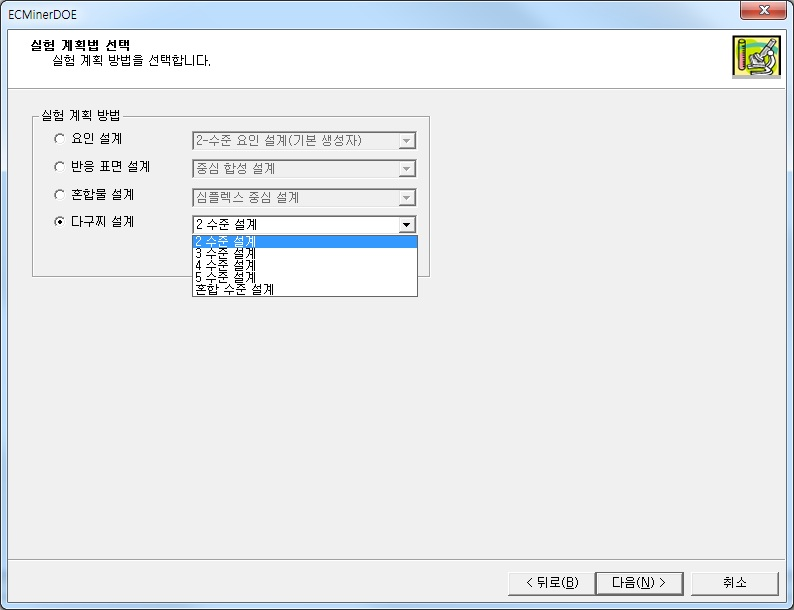 ECMinerDOE
실험 계획법 선택
실험 계획 방법을 선택합니다.
실험 계획 방법
요인 설계
2-수준 요인 설계(기본 생성자)
반응 표면 설계
중심 합성 설계
혼합물 설계
심플렉스 중심 설계
다구찌 설계
2 수준 설계
2 수준 설계
3 수준 설계
4 수준 설계
5 수준 설계
혼합 수준 설계
< 뒤로(B)
다음(N) >
취소